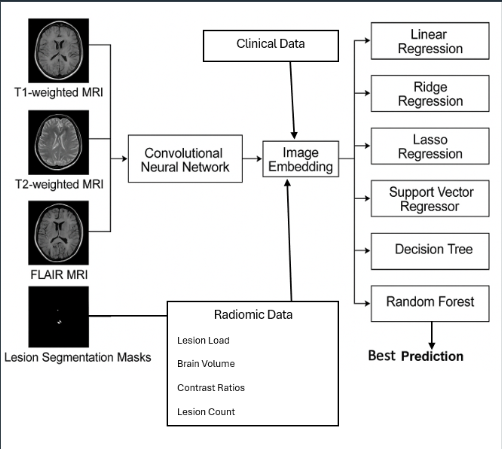 T1-weighted MRI
T2-weighted MRI
FLAIR MRI
Lesion Segmentation Masks
Convolutional
Neural Network
Clinical Data
Image
Embedding
Radiomic Data
Lesion Load
Brain Volume
Contrast Ratios
Lesion Count
Linear
Regression
Ridge
Regression
Lasso
Regression
Support Vector
Regressor
Decision Tree
Random Forest
Best Prediction